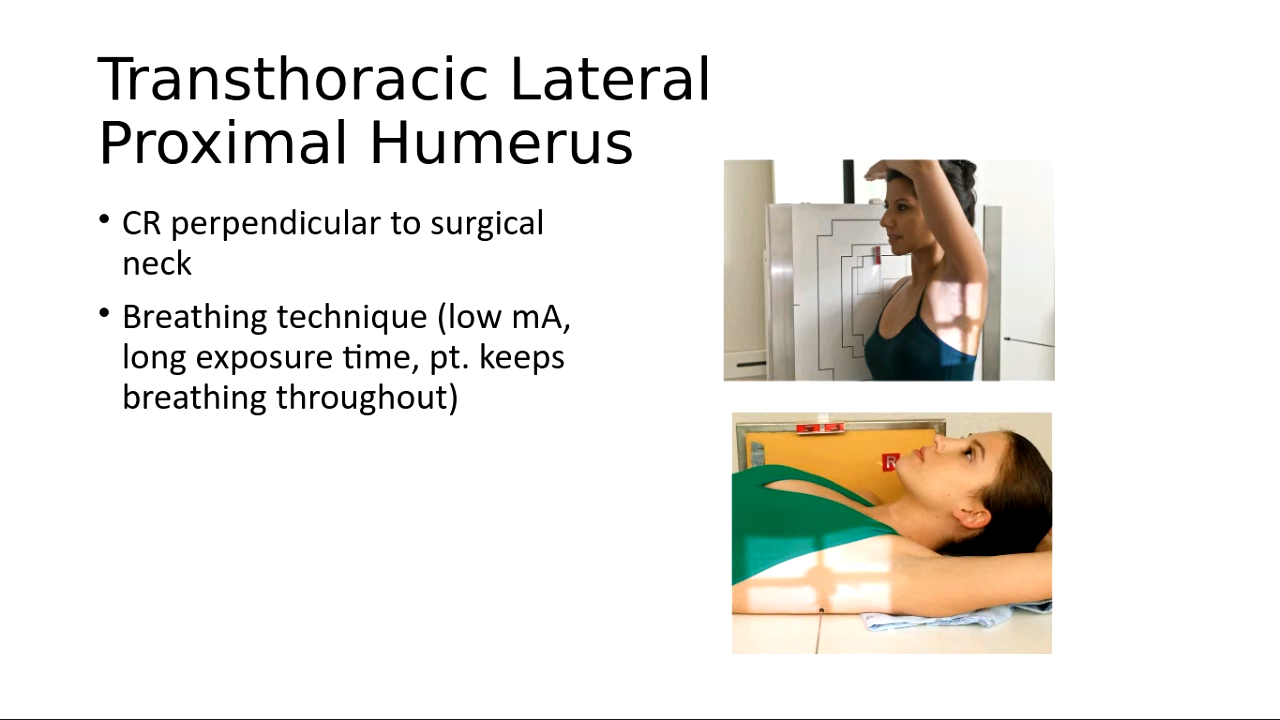 Transthoracic Lateral
Proximal Humerus
• CR perpendicular to surgical
neck
• Breathing technique (low mA,
long exposure time, pt. keeps
breathing throughout)
R